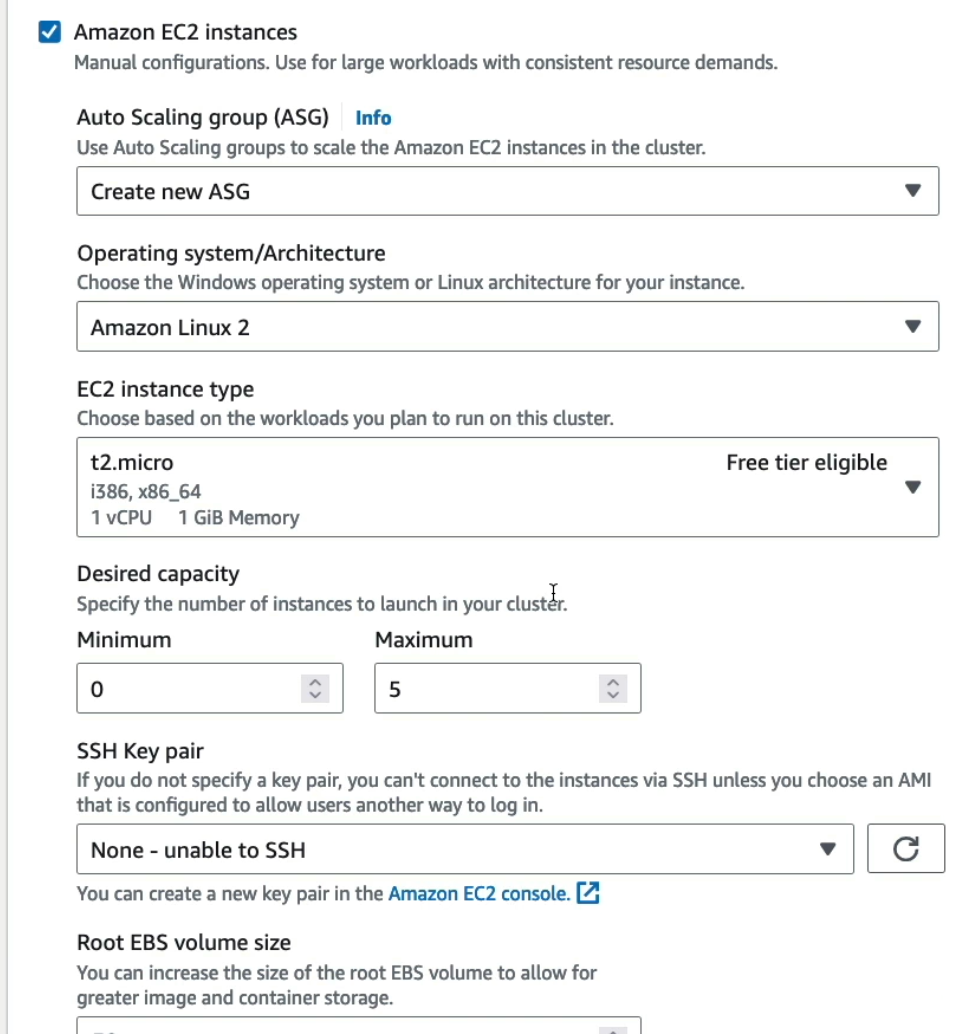 Amazon EC2 instances
Manual configurations. Use for large workloads with consistent resource demands.
Auto Scaling group (ASG) Info
Use Auto Scaling groups to scale the Amazon EC2 instances in the cluster.
Create new ASG
Operating system/Architecture
Choose the Windows operating system or Linux architecture for your instance.
Amazon Linux 2
EC2 instance type
Choose based on the workloads you plan to run on this cluster.
t2.micro Free tier eligible
i386, x86_64
1 vCPU 1 GiB Memory
Desired capacity
Specify the number of instances to launch in your cluster.
Minimum Maximum
0 5
SSH Key pair
If you do not specify a key pair, you can't connect to the instances via SSH unless you choose an AMI
that is configured to allow users another way to log in.
None - unable to SSH
You can create a new key pair in the Amazon EC2 console.
Root EBS volume size
You can increase the size of the root EBS volume to allow for
greater image and container storage.